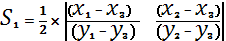 S₁ = 1/2 × |(x₁ − x₃) (x₂ − x₃)|
|(y₁ − y₃) (y₂ − y₃)|